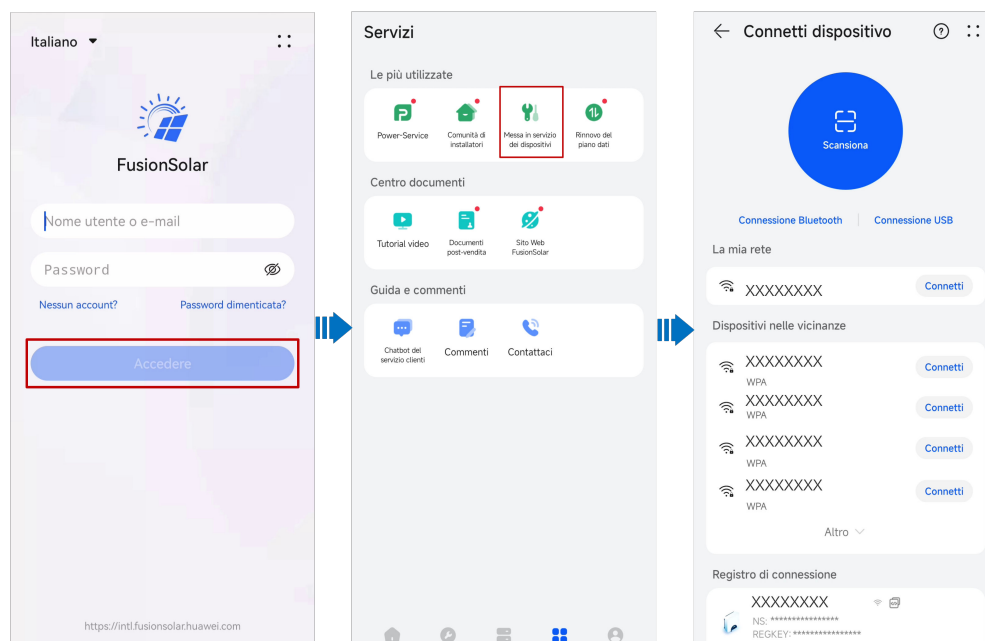 Italiano
FusionSolar
Nome utente o e-mail
Password
Nessun account? Password dimenticata?
Accedere
https://intl.fusionsolar.huawei.com
Servizi
Le più utilizzate
Power-Service
Comunità di
installatori
Messa in servizio
dei dispositivi
Rinnovo del
piano dati
Centro documenti
Tutorial video
Documenti
post-vendita
Sito Web
FusionSolar
Guida e commenti
Chatbot del
servizio clienti
Commenti
Contattaci
Connetti dispositivo
Scansiona
Connessione Bluetooth Connessione USB
La mia rete
XXXXXXXX Connetti
Dispositivi nelle vicinanze
XXXXXXXX Connetti
WPA
XXXXXXXX Connetti
WPA
XXXXXXXX Connetti
WPA
XXXXXXXX Connetti
WPA
Altro
Registro di connessione
XXXXXXXX
NS: ****************
REGKEY: ****************